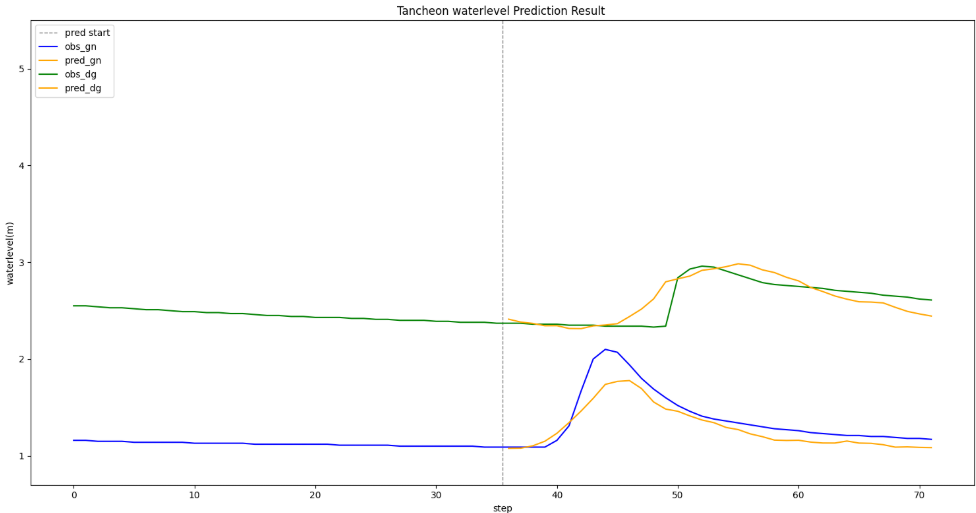 Tancheon waterlevel Prediction Result
pred start
obs_gn
pred_gn
obs_dg
pred_dg
5
4
3
2
1
waterlevel(m)
0 10 20 30 40 50 60 70
step